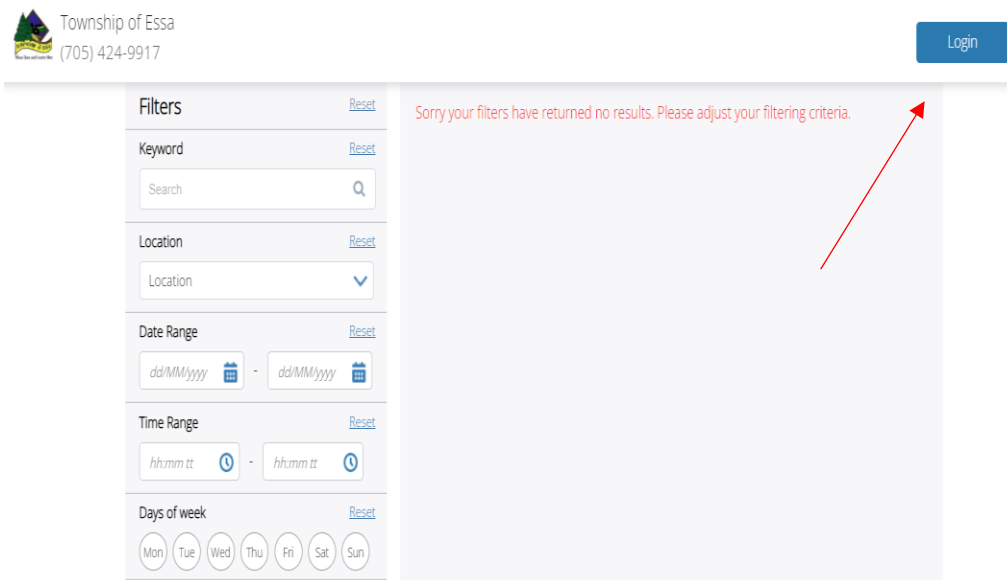 Township of Essa
(705) 424-9917
Login
Filters Reset
Sorry your filters have returned no results. Please adjust your filtering criteria.
Keyword Reset
Search
Location Reset
Location
Date Range Reset
dd/MM/yyyy - dd/MM/yyyy
Time Range Reset
hh:mm tt - hh:mm tt
Days of week Reset
Mon Tue Wed Thu Fri Sat Sun